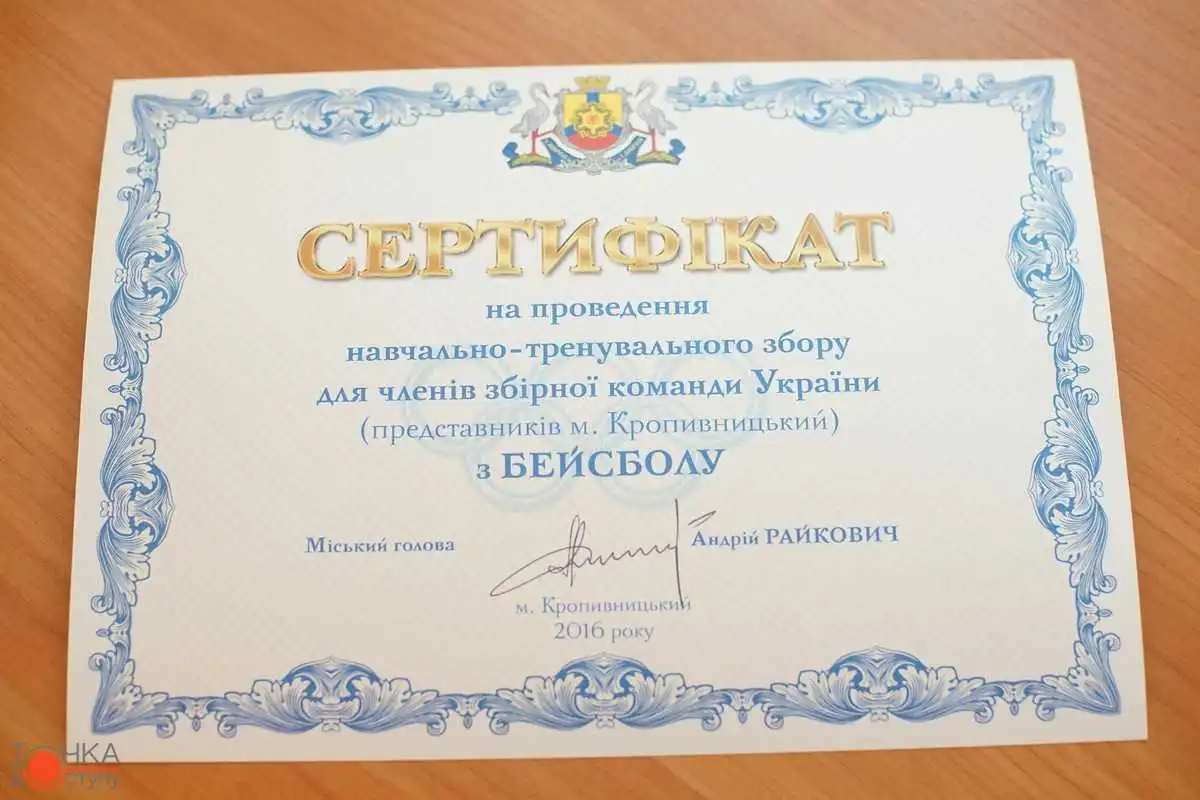 СЕРТИФІКАТ
на проведення
навчально-тренувального збору
для членів збірної команди України
(представників м. Кропивницький)
з БЕЙСБОЛУ
Міський голова
Андрій РАЙКОВИЧ
м. Кропивницький
2016 року
ТОЧКА